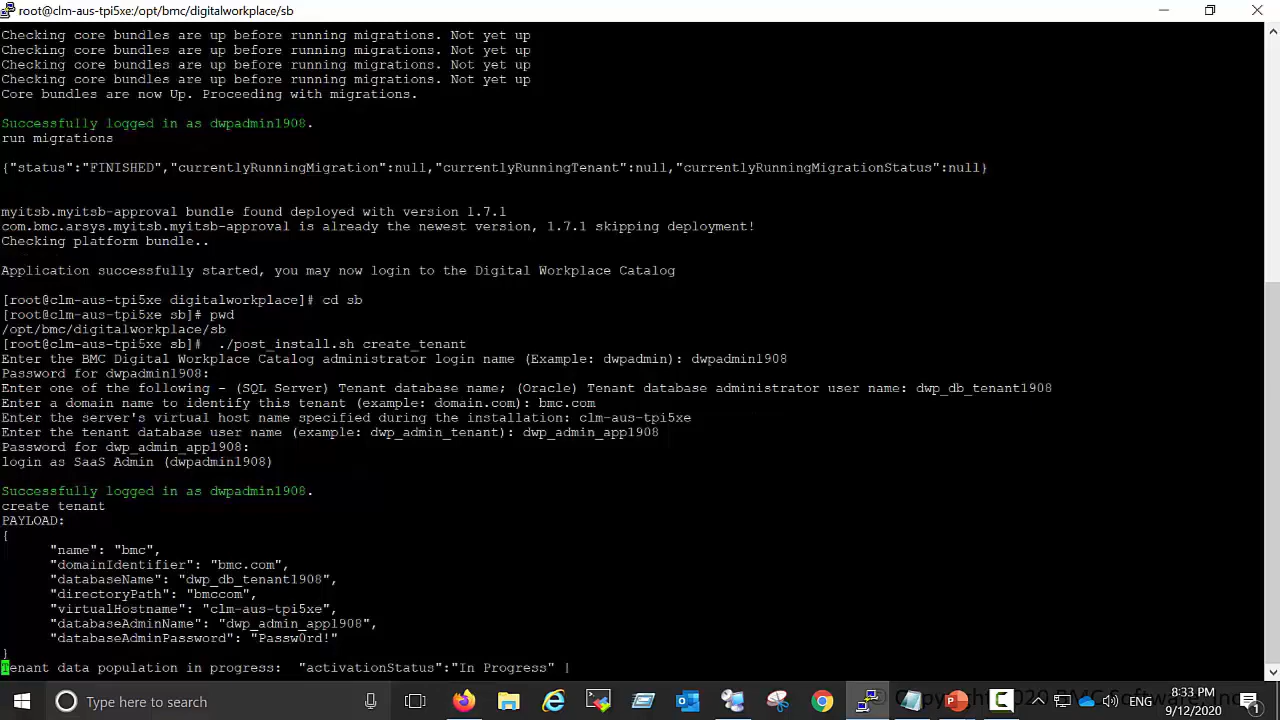 root@clm-aus-tpi5xe:/opt/bmc/digitalworkplace/sb
Checking core bundles are up before running migrations. Not yet up
Checking core bundles are up before running migrations. Not yet up
Checking core bundles are up before running migrations. Not yet up
Checking core bundles are up before running migrations. Not yet up
Core bundles are now Up. Proceeding with migrations.
Successfully logged in as dwpadmin1908.
run migrations
{"status":"FINISHED","currentlyRunningMigration":null,"currentlyRunningTenant":null,"currentlyRunningMigrationStatus":null}
myitsb.myitsb-approval bundle found deployed with version 1.7.1
com.bmc.arsys.myitsb.myitsb-approval is already the newest version, 1.7.1 skipping deployment!
Checking platform bundle..
Application successfully started, you may now login to the Digital Workplace Catalog
[root@clm-aus-tpi5xe digitalworkplace]# cd sb
[root@clm-aus-tpi5xe sb]# pwd
/opt/bmc/digitalworkplace/sb
[root@clm-aus-tpi5xe sb]#  ./post_install.sh create_tenant
Enter the BMC Digital Workplace Catalog administrator login name (Example: dwpadmin): dwpadmin1908
Password for dwpadmin1908:
Enter one of the following - (SQL Server) Tenant database name; (Oracle) Tenant database administrator user name: dwp_db_tenant1908
Enter a domain name to identify this tenant (example: domain.com): bmc.com
Enter the server's virtual host name specified during the installation: clm-aus-tpi5xe
Enter the tenant database user name (example: dwp_admin_tenant): dwp_admin_app1908
Password for dwp_admin_app1908:
login as SaaS Admin (dwpadmin1908)
Successfully logged in as dwpadmin1908.
create tenant
PAYLOAD:
{
"name": "bmc",
"domainIdentifier": "bmc.com",
"databaseName": "dwp_db_tenant1908",
"directoryPath": "bmccom",
"virtualHostname": "clm-aus-tpi5xe",
"databaseAdminName": "dwp_admin_app1908",
"databaseAdminPassword": "Passw0rd!"
}
Tenant data population in progress:  "activationStatus":"In Progress" |
Type here to search
Copyright 2020 BMC Software, Inc
ENG
8:33 PM
9/12/2020
1